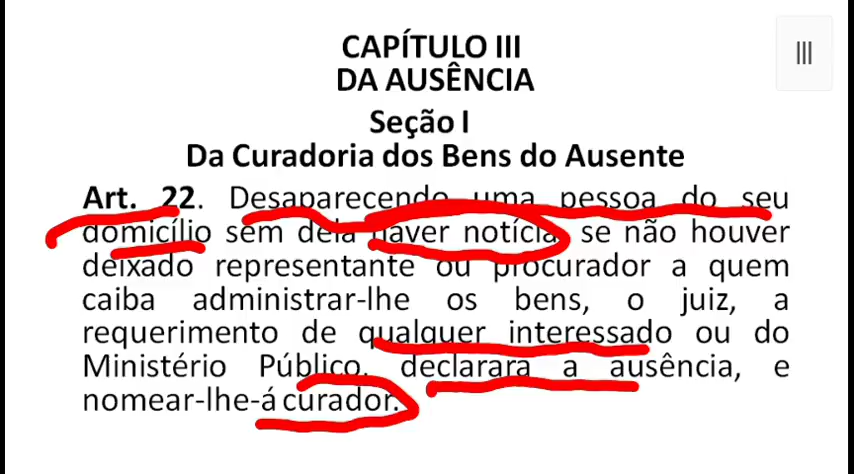 CAPÍTULO III
DA AUSÊNCIA
Seção I
Da Curadoria dos Bens do Ausente
Art. 22. Desaparecendo uma pessoa do seu
domicílio sem dela haver notícia, se não houver
deixado representante ou procurador a quem
caiba administrar-lhe os bens, o juiz, a
requerimento de qualquer interessado ou do
Ministério Público, declarará a ausência, e
nomear-lhe-á curador.